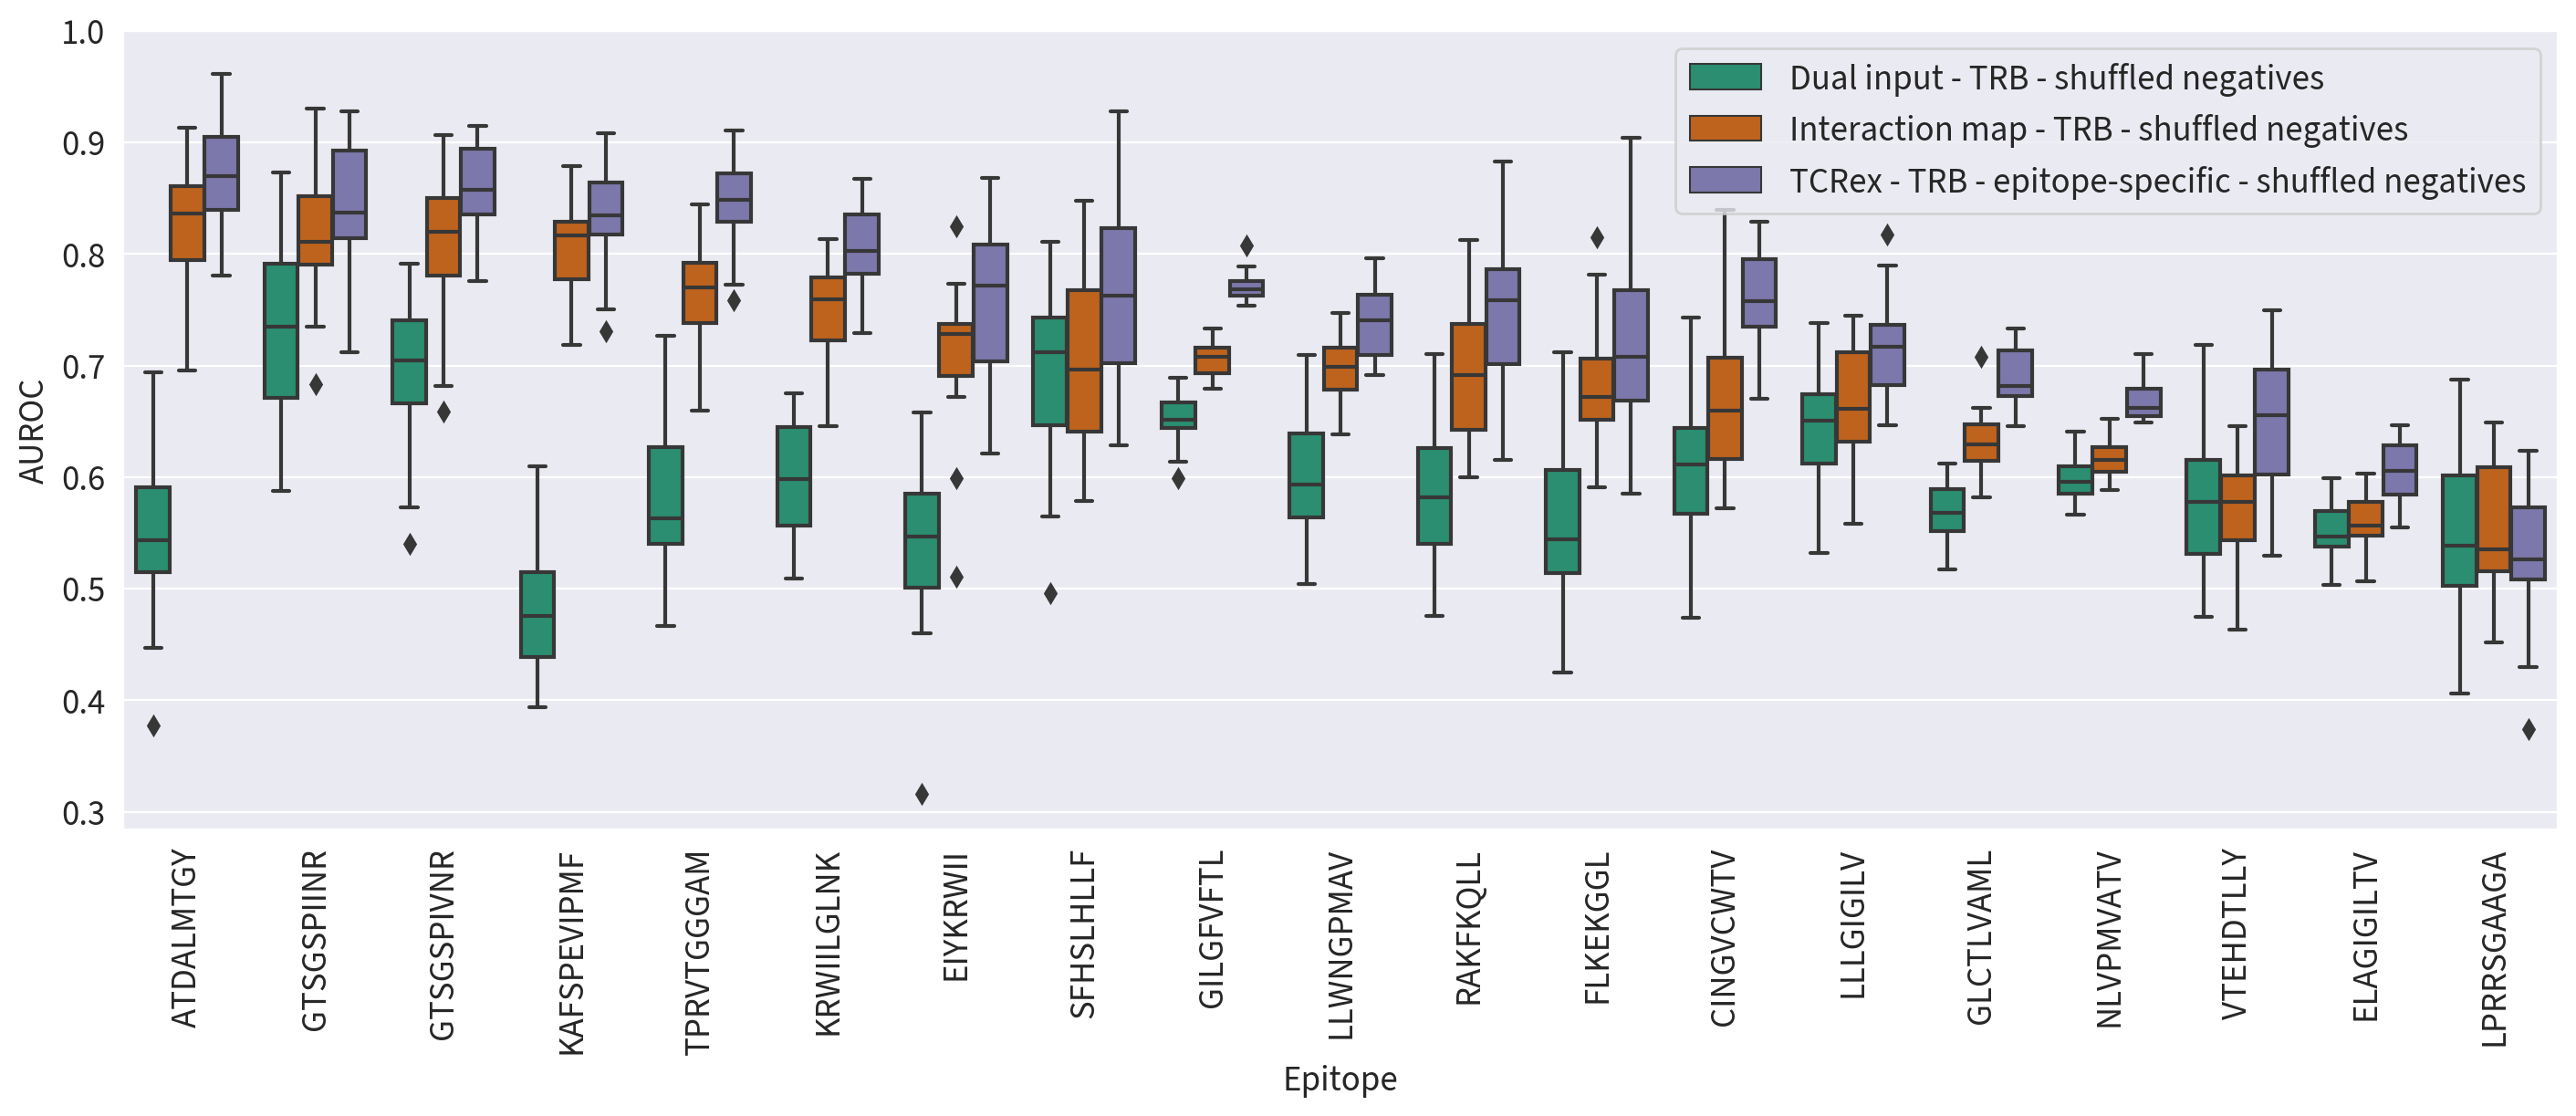 1.0
0.9
0.8
0.7
0.6
0.5
0.4
0.3
AUROC
Dual input - TRB - shuffled negatives
Interaction map - TRB - shuffled negatives
TCRex - TRB - epitope-specific - shuffled negatives
ATDALMTGY
GTSGSPIINR
GTSGSPIVNR
KAFSPEVIPMF
TPRVTGGGAM
KRWIILGLNK
EIYKRWII
SFHSLHLLF
GILGFVFTL
LLWNGPMAV
RAKFKQLL
FLKEKGGL
CINGVCWTV
LLLGIGILV
GLCTLVAML
NLVPMVATV
VTEHDTLLY
ELAGIGILTV
LPRRSGAAGA
Epitope